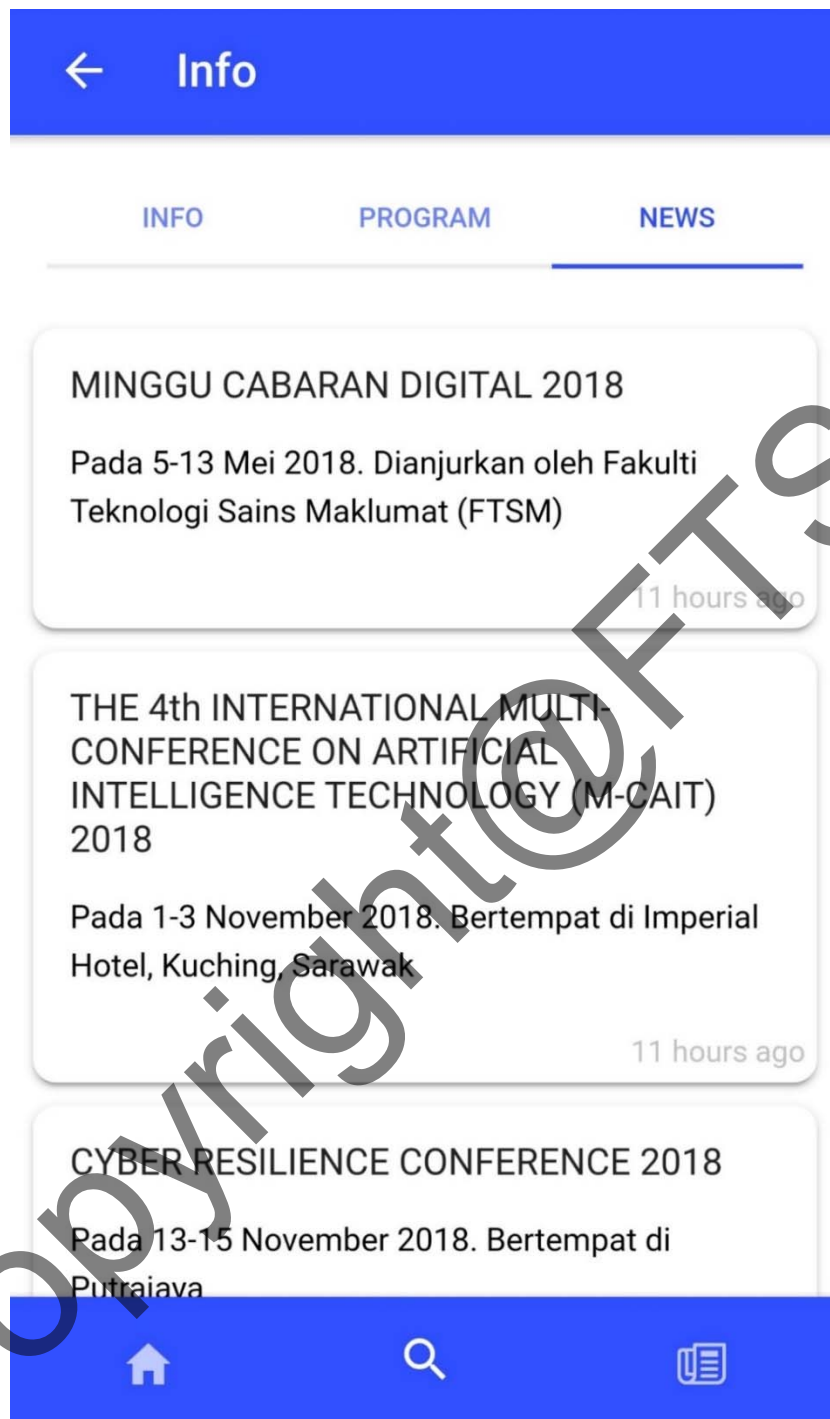 Info
INFO PROGRAM NEWS
MINGGU CABARAN DIGITAL 2018
Pada 5-13 Mei 2018. Dianjurkan oleh Fakulti
Teknologi Sains Maklumat (FTSM)
11 hours ago
THE 4th INTERNATIONAL MULTI-
CONFERENCE ON ARTIFICIAL
INTELLIGENCE TECHNOLOGY (M-CAIT)
2018
Pada 1-3 November 2018. Bertempat di Imperial
Hotel, Kuching, Sarawak
11 hours ago
CYBER RESILIENCE CONFERENCE 2018
Pada 13-15 November 2018. Bertempat di
Putrajaya
opyright@FTS